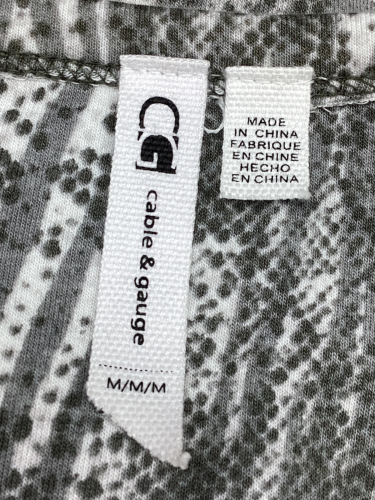 CG
cable & gauge
M/M/M
MADE
IN CHINA
FABRIQUE
EN CHINE
HECHO
EN CHINA